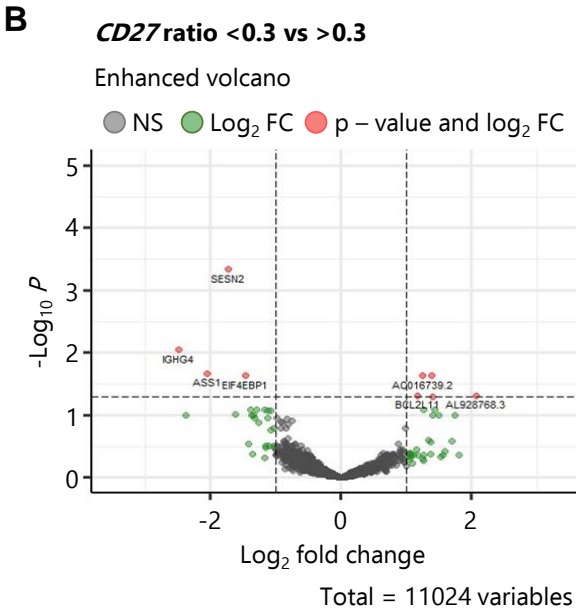 B
CD27 ratio <0.3 vs >0.3
Enhanced volcano
NS Log₂ FC p – value and log₂ FC
5
4
3
2
1
0
-Log₁₀ P
SESN2
IGHG4
ASS1 EIF4EBP1
AC016739.2
BCL2L11 AL928768.3
-2 0 2
Log₂ fold change
Total = 11024 variables